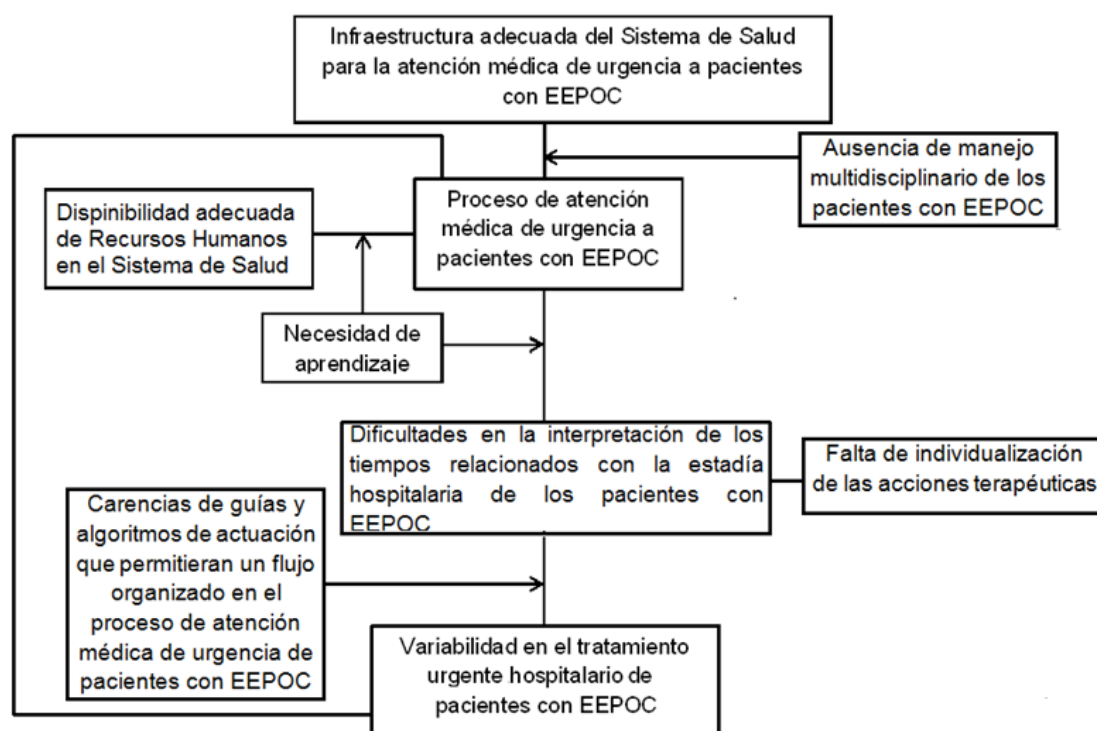 Infraestructura adecuada del Sistema de Salud
para la atención médica de urgencia a pacientes
con EEPOC
Ausencia de manejo
multidisciplinario de los
pacientes con EEPOC
Proceso de atención
médica de urgencia a
pacientes con EEPOC
Dispinibilidad adecuada
de Recursos Humanos
en el Sistema de Salud
Necesidad de
aprendizaje
Dificultades en la interpretación de los
tiempos relacionados con la estadía
hospitalaria de los pacientes con
EEPOC
Falta de individualización
de las acciones terapéuticas
Carencias de guías y
algoritmos de actuación
que permitieran un flujo
organizado en el
proceso de atención
médica de urgencia de
pacientes con EEPOC
Variabilidad en el tratamiento
urgente hospitalario de
pacientes con EEPOC